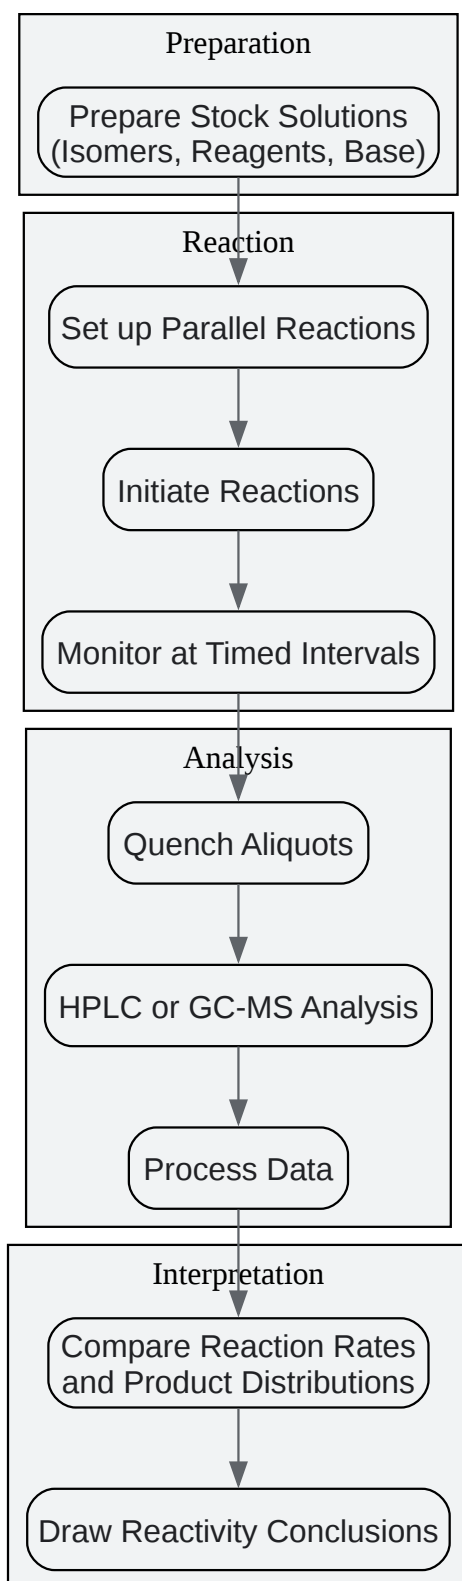 Preparation
Prepare Stock Solutions
(Isomers, Reagents, Base)
Reaction
Set up Parallel Reactions
Initiate Reactions
Monitor at Timed Intervals
Analysis
Quench Aliquots
HPLC or GC-MS Analysis
Process Data
Interpretation
Compare Reaction Rates
and Product Distributions
Draw Reactivity Conclusions